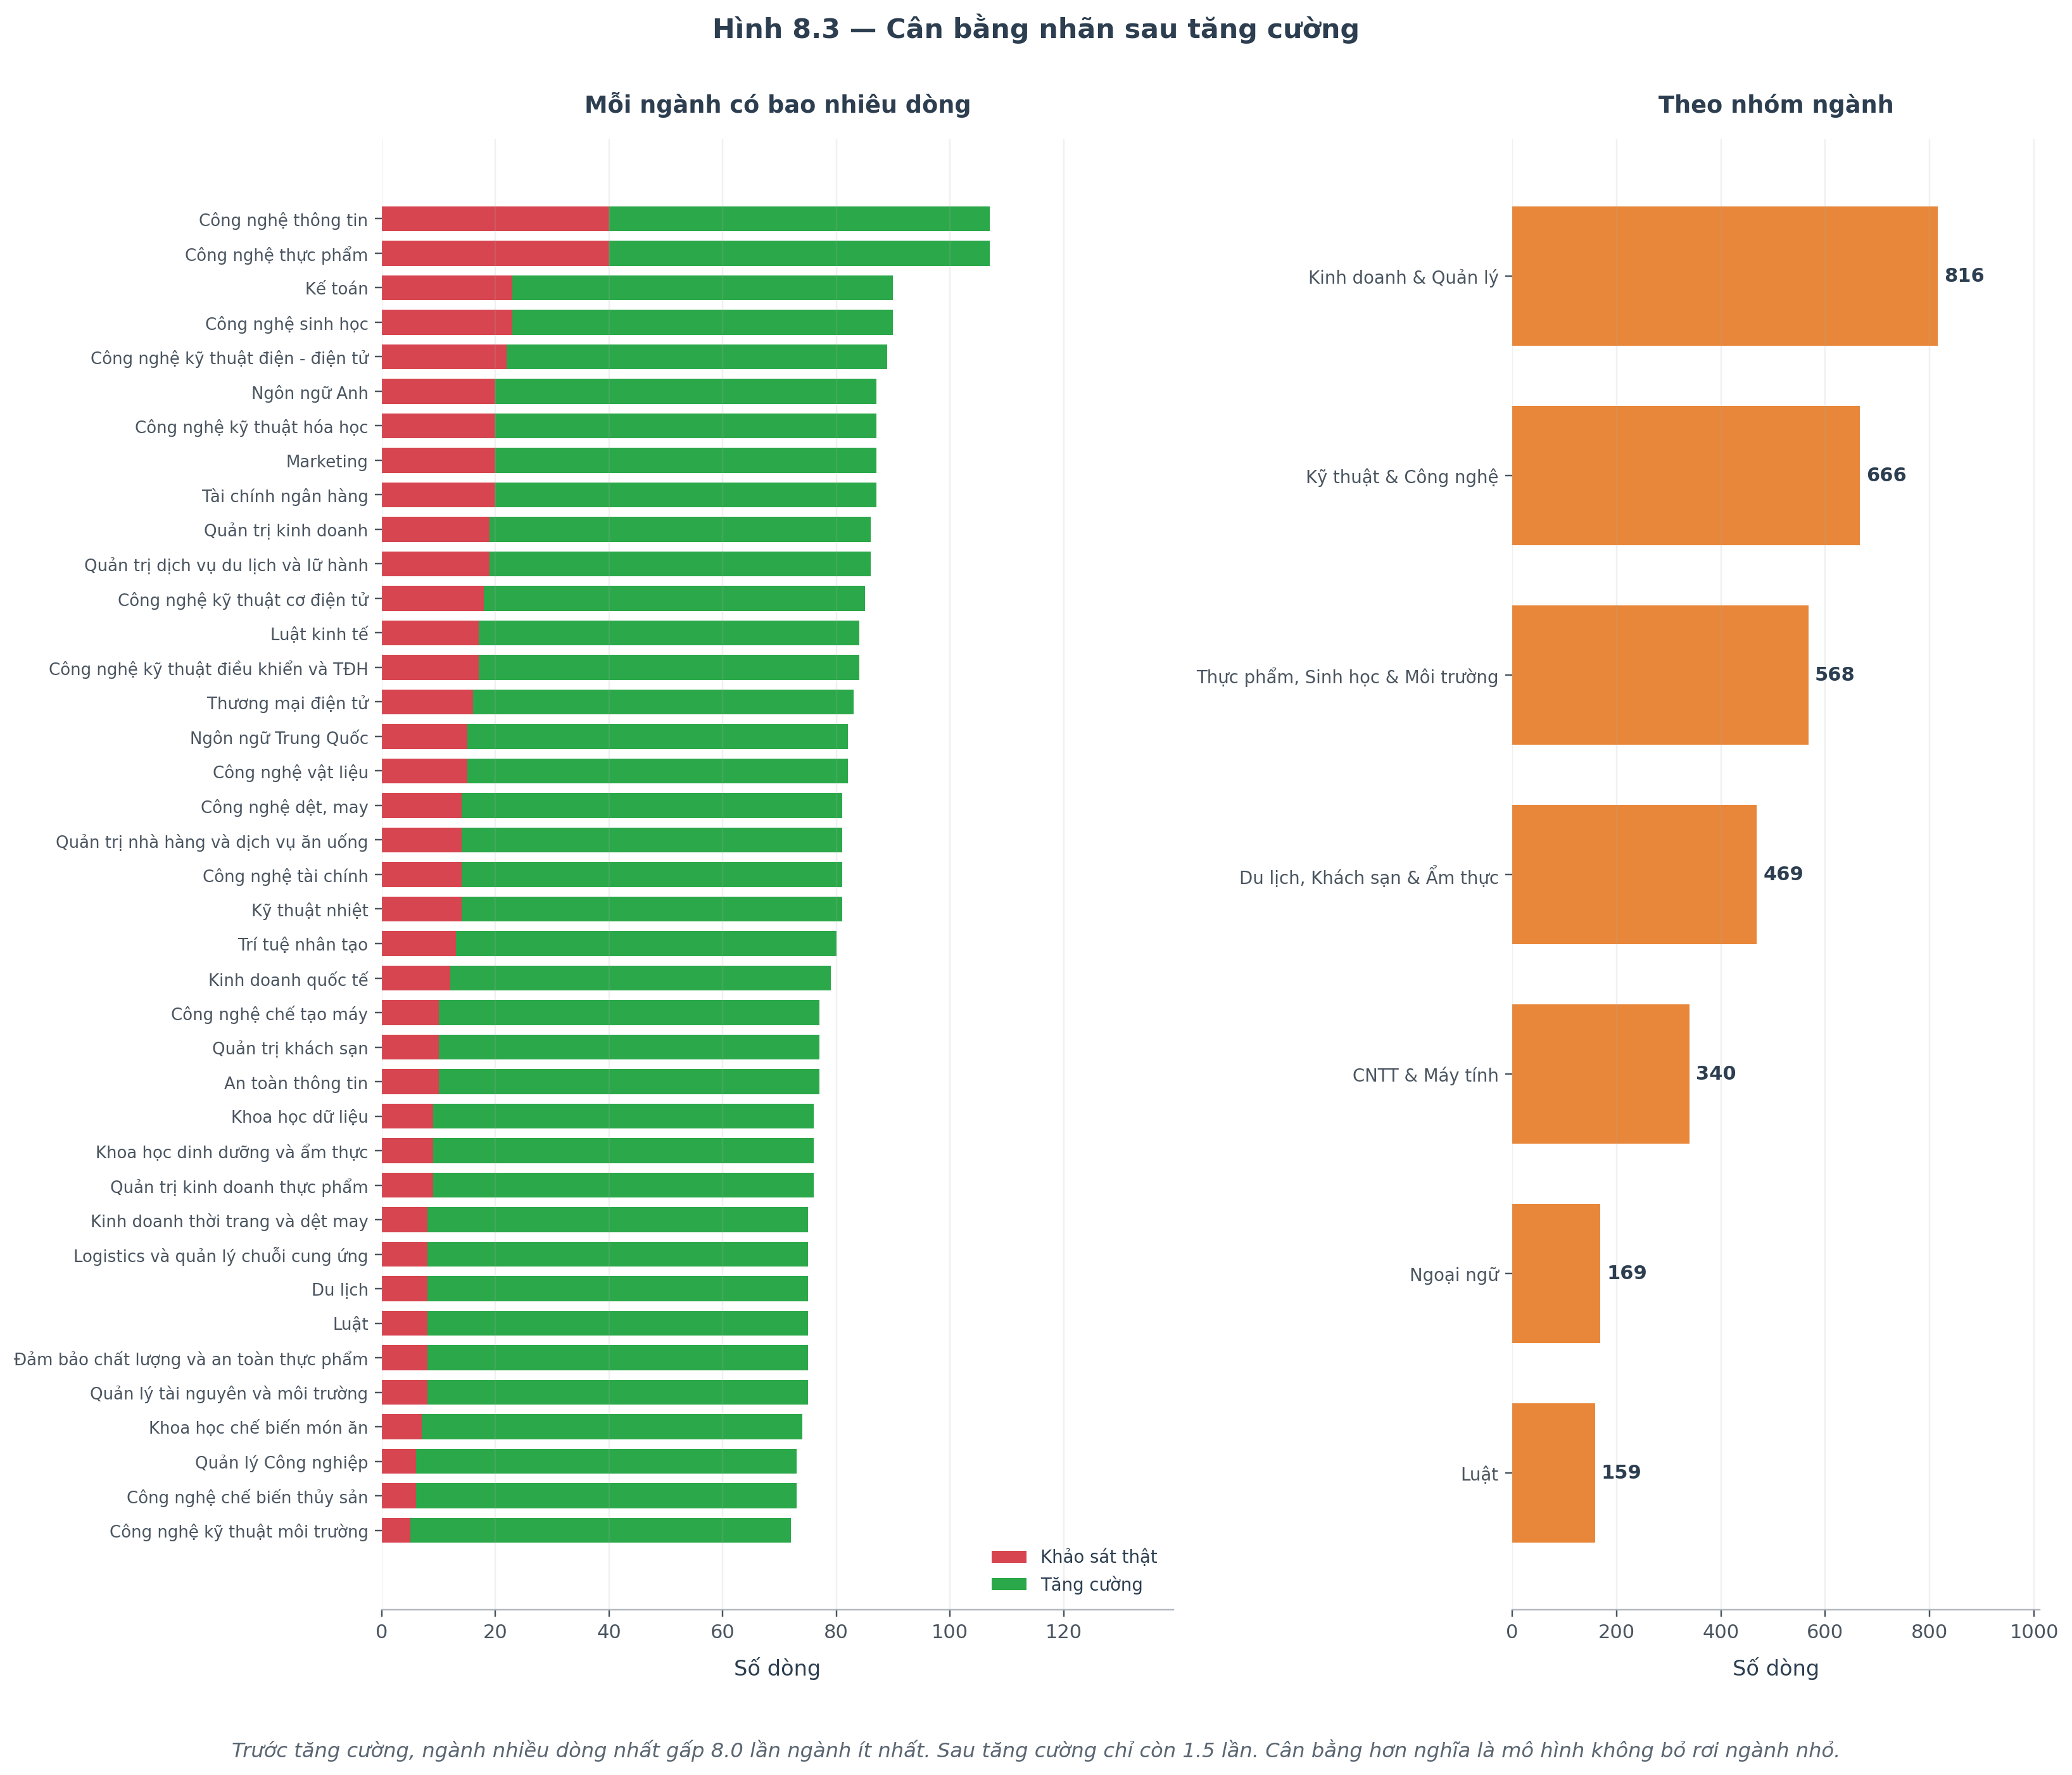 Hình 8.3 — Cân bằng nhãn sau tăng cường
Mỗi ngành có bao nhiêu dòng
Công nghệ thông tin
Công nghệ thực phẩm
Kế toán
Công nghệ sinh học
Công nghệ kỹ thuật điện - điện tử
Ngôn ngữ Anh
Công nghệ kỹ thuật hóa học
Marketing
Tài chính ngân hàng
Quản trị kinh doanh
Quản trị dịch vụ du lịch và lữ hành
Công nghệ kỹ thuật cơ điện tử
Luật kinh tế
Công nghệ kỹ thuật điều khiển và TĐH
Thương mại điện tử
Ngôn ngữ Trung Quốc
Công nghệ vật liệu
Công nghệ dệt, may
Quản trị nhà hàng và dịch vụ ăn uống
Công nghệ tài chính
Kỹ thuật nhiệt
Trí tuệ nhân tạo
Kinh doanh quốc tế
Công nghệ chế tạo máy
Quản trị khách sạn
An toàn thông tin
Khoa học dữ liệu
Khoa học dinh dưỡng và ẩm thực
Quản trị kinh doanh thực phẩm
Kinh doanh thời trang và dệt may
Logistics và quản lý chuỗi cung ứng
Du lịch
Luật
Đảm bảo chất lượng và an toàn thực phẩm
Quản lý tài nguyên và môi trường
Khoa học chế biến món ăn
Quản lý Công nghiệp
Công nghệ chế biến thủy sản
Công nghệ kỹ thuật môi trường
Khảo sát thật
Tăng cường
0 20 40 60 80 100 120
Số dòng
Theo nhóm ngành
Kinh doanh & Quản lý 816
Kỹ thuật & Công nghệ 666
Thực phẩm, Sinh học & Môi trường 568
Du lịch, Khách sạn & Ẩm thực 469
CNTT & Máy tính 340
Ngoại ngữ 169
Luật 159
0 200 400 600 800 1000
Số dòng
Trước tăng cường, ngành nhiều dòng nhất gấp 8.0 lần ngành ít nhất. Sau tăng cường chỉ còn 1.5 lần. Cân bằng hơn nghĩa là mô hình không bỏ rơi ngành nhỏ.